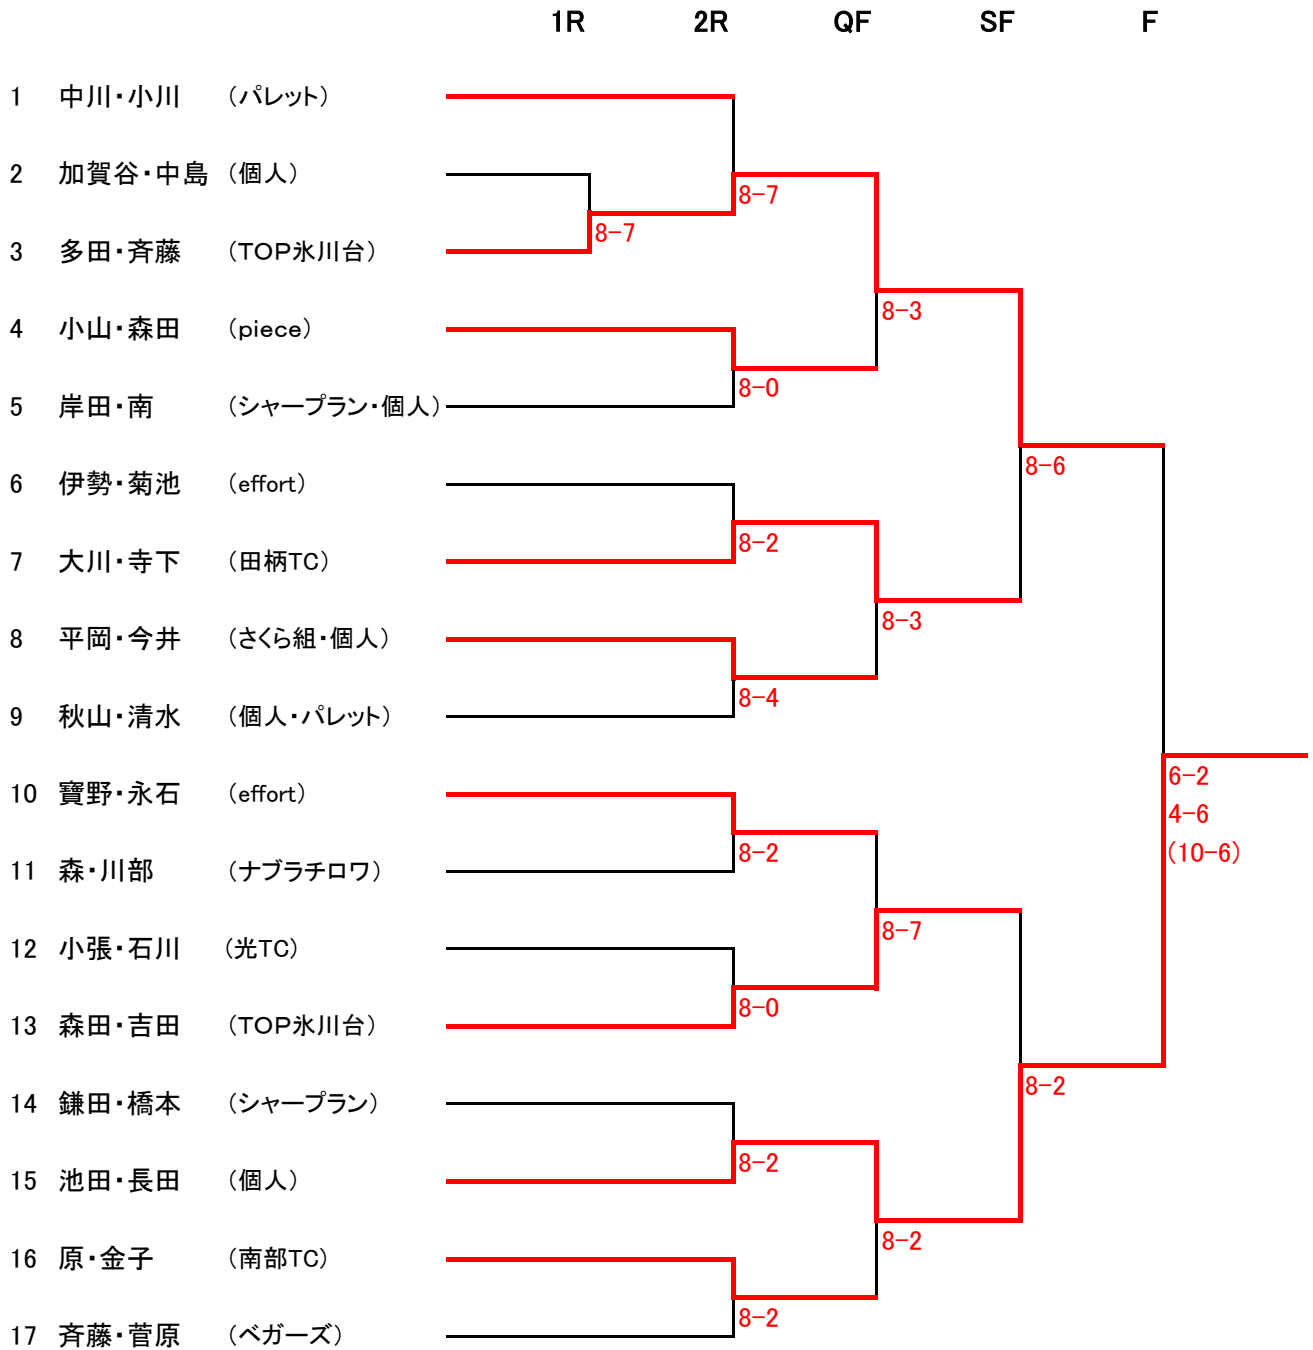 1R 2R QF SF F
1 中川・小川 (パレット)
2 加賀谷・中島 (個人)
8-7
3 多田・斉藤 (TOP氷川台)
8-7
8-3
4 小山・森田 (piece)
8-0
5 岸田・南 (シャープラン・個人)
8-6
6 伊勢・菊池 (effort)
8-2
7 大川・寺下 (田柄TC)
8-3
8 平岡・今井 (さくら組・個人)
8-4
9 秋山・清水 (個人・パレット)
6-2
10 寶野・永石 (effort)
4-6
8-2
(10-6)
11 森・川部 (ナブラチロワ)
8-7
12 小張・石川 (光TC)
8-0
13 森田・吉田 (TOP氷川台)
8-2
14 鎌田・橋本 (シャープラン)
8-2
15 池田・長田 (個人)
8-2
16 原・金子 (南部TC)
8-2
17 斉藤・菅原 (ベガーズ)